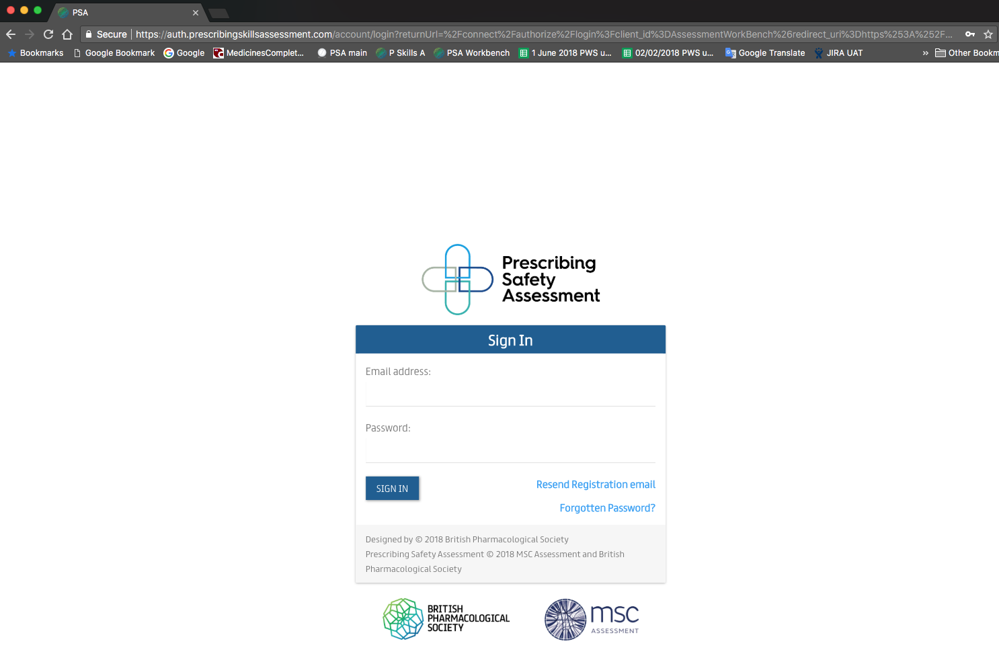 PSA
Secure https://auth.prescribingskillsassessment.com/account/login?returnUrl=%2Fconnect%2Fauthorize%2Flogin%3Fclient_id%3DAssessmentWorkBench%26redirect_uri%3Dhttps%253A%252F...
Bookmarks Google Bookmark Google MedicinesComplet... PSA main P Skills A PSA Workbench 1 June 2018 PWS u... 02/02/2018 PWS u... Google Translate JIRA UAT » Other Bookm
Prescribing
Safety
Assessment
Sign In
Email address:
Password:
SIGN IN
Resend Registration email
Forgotten Password?
Designed by © 2018 British Pharmacological Society
Prescribing Safety Assessment © 2018 MSC Assessment and British
Pharmacological Society
BRITISH
PHARMACOLOGICAL
SOCIETY
msc
ASSESSMENT